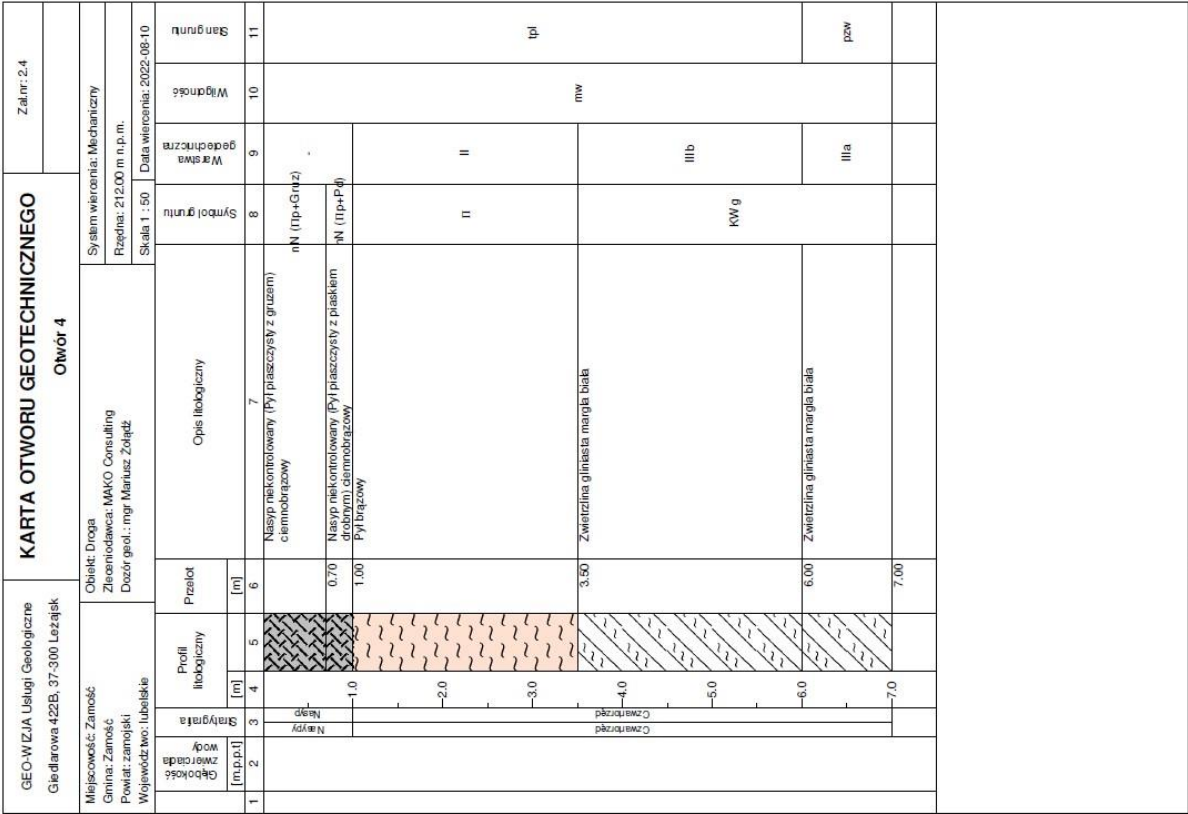 GEO-WIZJA Usługi Geologiczne
Giedlarowa 422B, 37-300 Leżajsk
KARTA OTWORU GEOTECHNICZNEGO
Otwór 4
Zał.nr: 2.4
Miejscowość: Zamość
Gmina: Zamość
Powiat: zamojski
Województwo: lubelskie
Obiekt: Droga
Zleceniodawca: MAKO Consulting
Dozór geol.: mgr Mariusz Żołądź
System wiercenia: Mechaniczny
Rzędna: 212.00 m n.p.m.
Skala 1 : 50
Data wiercenia: 2022-08-10
Głębokość
zwierciadła
wody
[m.p.p.t]
Stratygrafia
Profil
litologiczny
[m]
Przelot
[m]
Opis litologiczny
Symbol gruntu
Warstwa
geotechniczna
Wilgotność
Stan gruntu
1 2 3 4 5 6 7 8 9 10 11
Nasypy
Nasyp
Nasyp niekontrolowany (Pył piaszczysty z gruzem)
ciemnobrązowy
nN (Πp+Gruz)
-
mw
tpl
0.70
Nasyp niekontrolowany (Pył piaszczysty z piaskiem
drobnym) ciemnobrązowy
nN (Πp+Pd)
1.0
1.00
Pył brązowy
Π
II
2.0
3.0
Czwartorzęd
Czwartorzęd
3.50
Zwietrzlina gliniasta margla biała
KWg
IIIb
4.0
5.0
6.0
6.00
Zwietrzlina gliniasta margla biała
IIIa
pzw
7.0
7.00